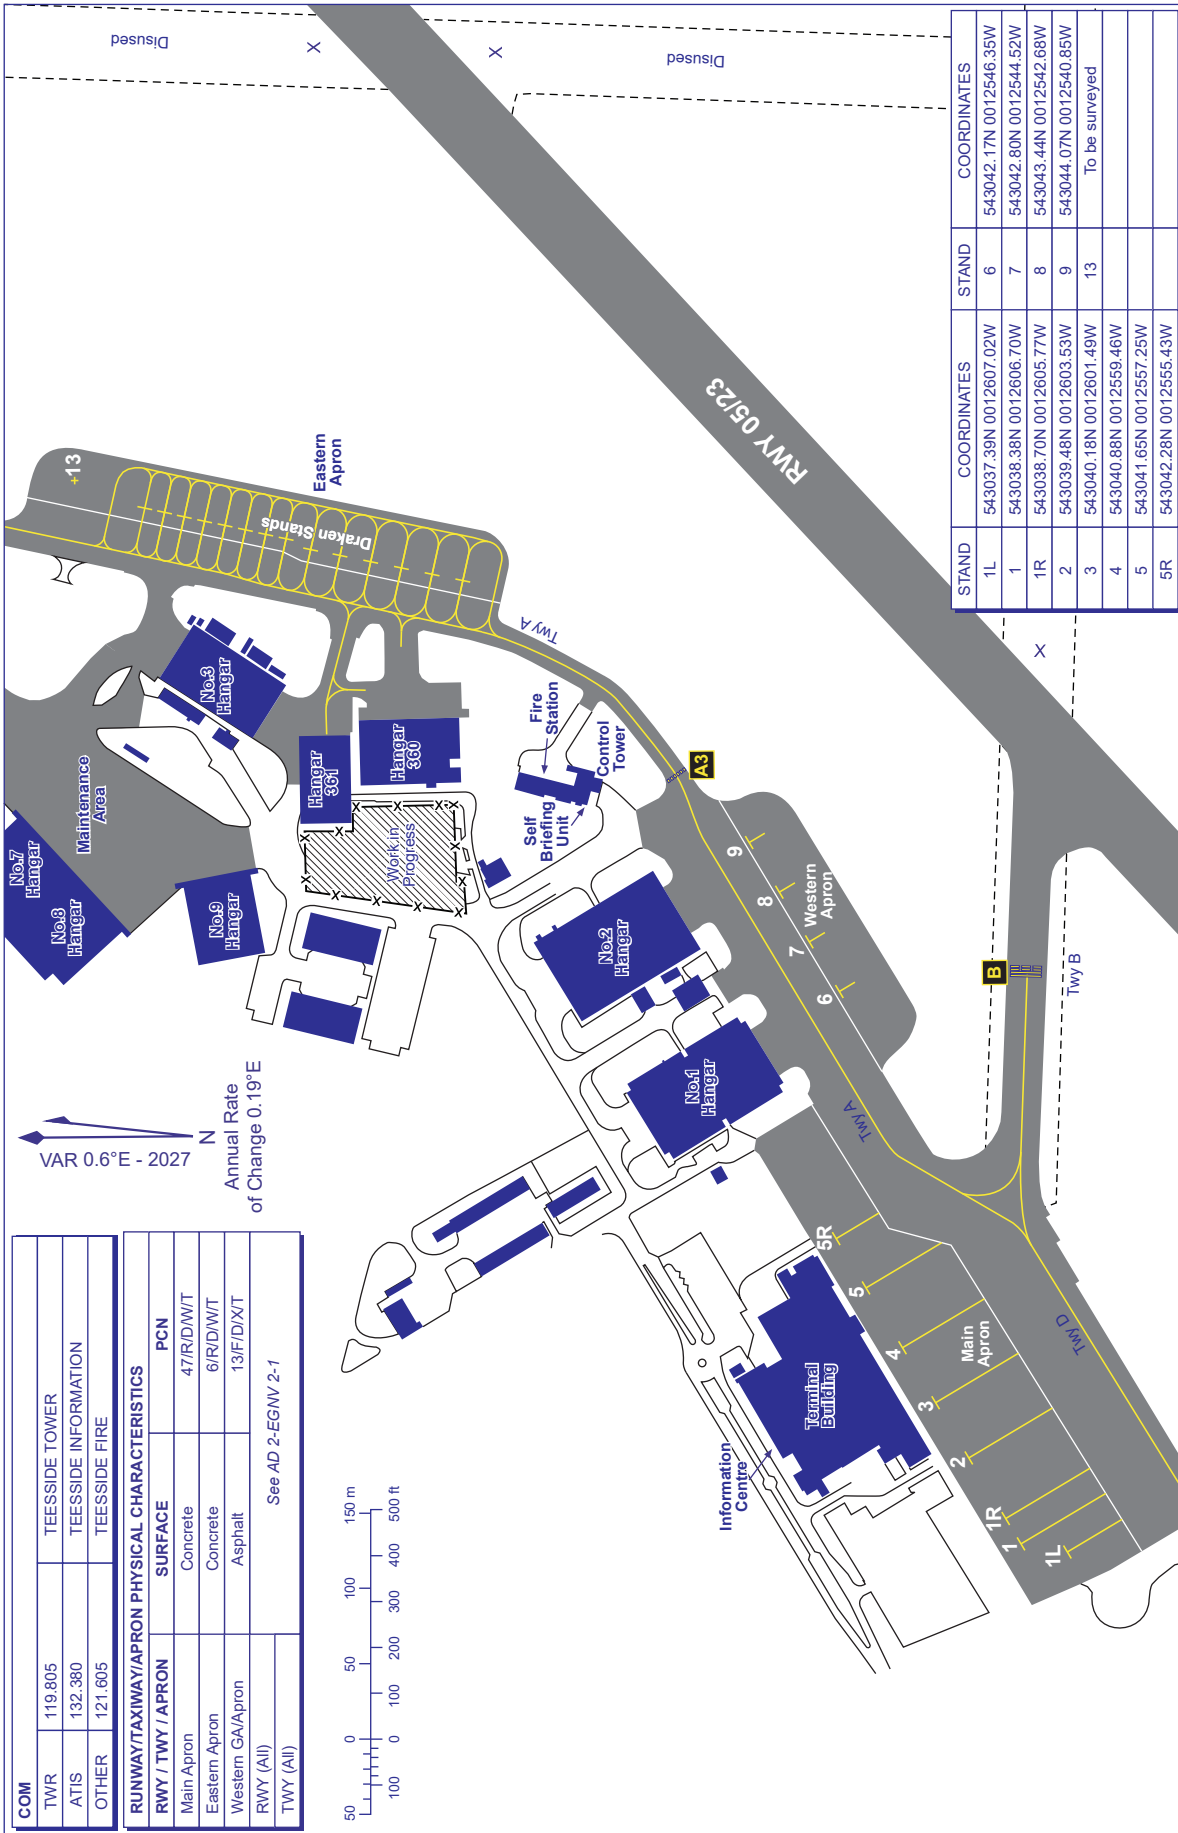 COM
TWR 119.805 TEESSIDE TOWER
ATIS 132.380 TEESSIDE INFORMATION
OTHER 121.605 TEESSIDE FIRE
RUNWAY/TAXIWAY/APRON PHYSICAL CHARACTERISTICS
RWY / TWY / APRON SURFACE PCN
Main Apron Concrete 47/R/D/W/T
Eastern Apron Concrete 6/R/D/W/T
Western GA/Apron Asphalt 13/F/D/X/T
RWY (All)
TWY (All)
See AD 2-EGNV 2-1
50 0 50 100 150 m
100 0 100 200 300 400 500 ft
VAR 0.6°E - 2027
N
Annual Rate
of Change 0.19°E
No.7
Hangar
No.8
Hangar
Maintenance
Area
No.9
Hangar
No.3
Hangar
Hangar
361
Hangar
360
Work in
Progress
X X X X X X X X X X X X X
+13
Draken Stands
Eastern
Apron
Disused
X
X
Disused
Twy A
Fire
Station
Control
Tower
Self
Briefing
Unit
A3
RWY 05/23
No.2
Hangar
No.1
Hangar
9
8
7
6
Western
Apron
Twy A
B
Twy B
X
Information
Centre
Terminal
Building
5R
5
4
3
2
1R
1
1L
Main
Apron
Twy D
STAND COORDINATES STAND COORDINATES
1L 543037.39N 0012607.02W 6 543042.17N 0012546.35W
1 543038.38N 0012606.70W 7 543042.80N 0012544.52W
1R 543038.70N 0012605.77W 8 543043.44N 0012542.68W
2 543039.48N 0012603.53W 9 543044.07N 0012540.85W
3 543040.18N 0012601.49W 13 To be surveyed
4 543040.88N 0012559.46W
5 543041.65N 0012557.25W
5R 543042.28N 0012555.43W